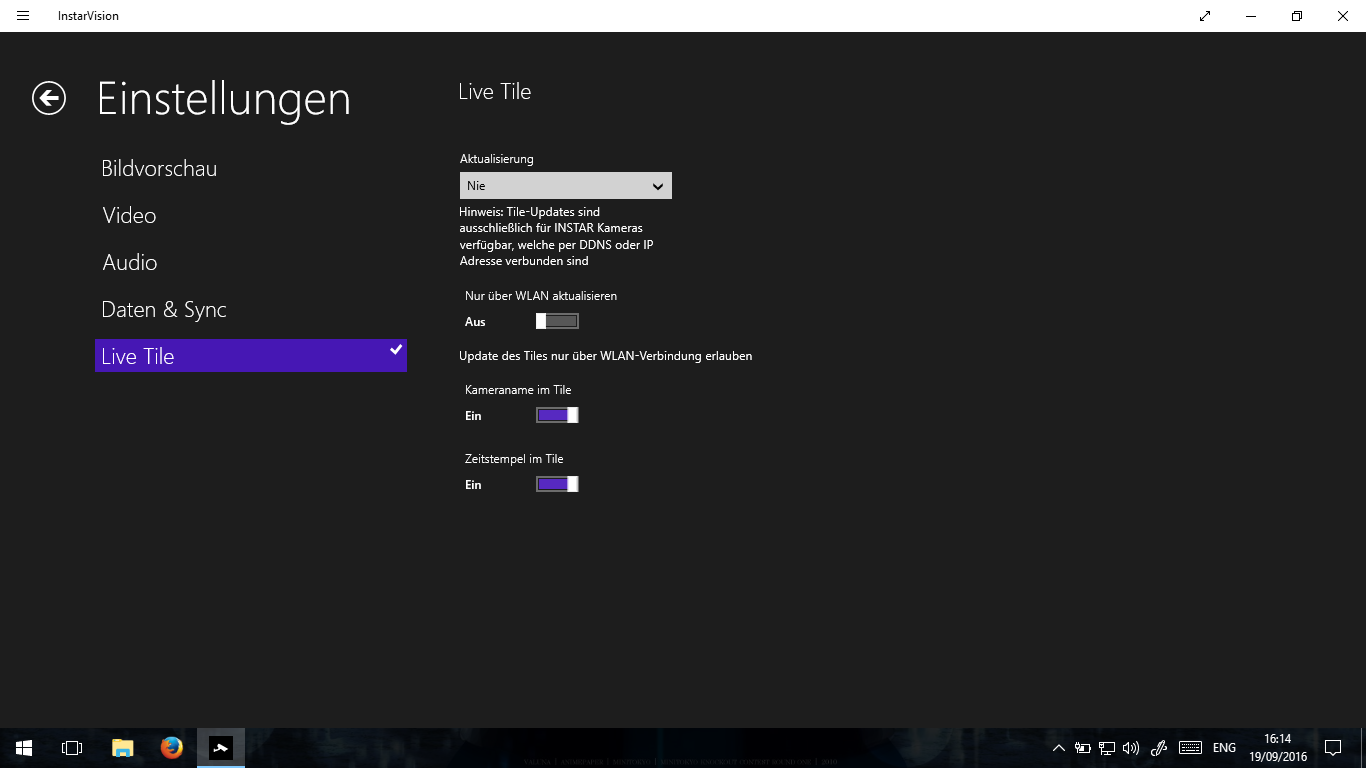 InstarVision
Einstellungen
Bildvorschau
Video
Audio
Daten & Sync
Live Tile
Live Tile
Aktualisierung
Nie
Hinweis: Tile-Updates sind
ausschließlich für INSTAR Kameras
verfügbar, welche per DDNS oder IP
Adresse verbunden sind
Nur über WLAN aktualisieren
Aus
Update des Tiles nur über WLAN-Verbindung erlauben
Kameraname im Tile
Ein
Zeitstempel im Tile
Ein
ENG
16:14
19/09/2016